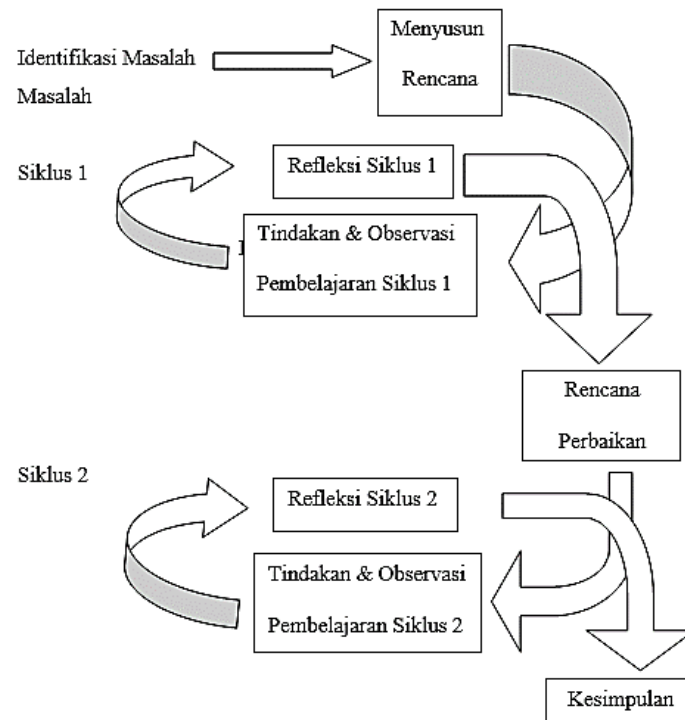 Menyusun
Rencana
Identifikasi Masalah
Masalah
Siklus 1
Refleksi Siklus 1
Tindakan & Observasi
Pembelajaran Siklus 1
Rencana
Perbaikan
Siklus 2
Refleksi Siklus 2
Tindakan & Observasi
Pembelajaran Siklus 2
Kesimpulan